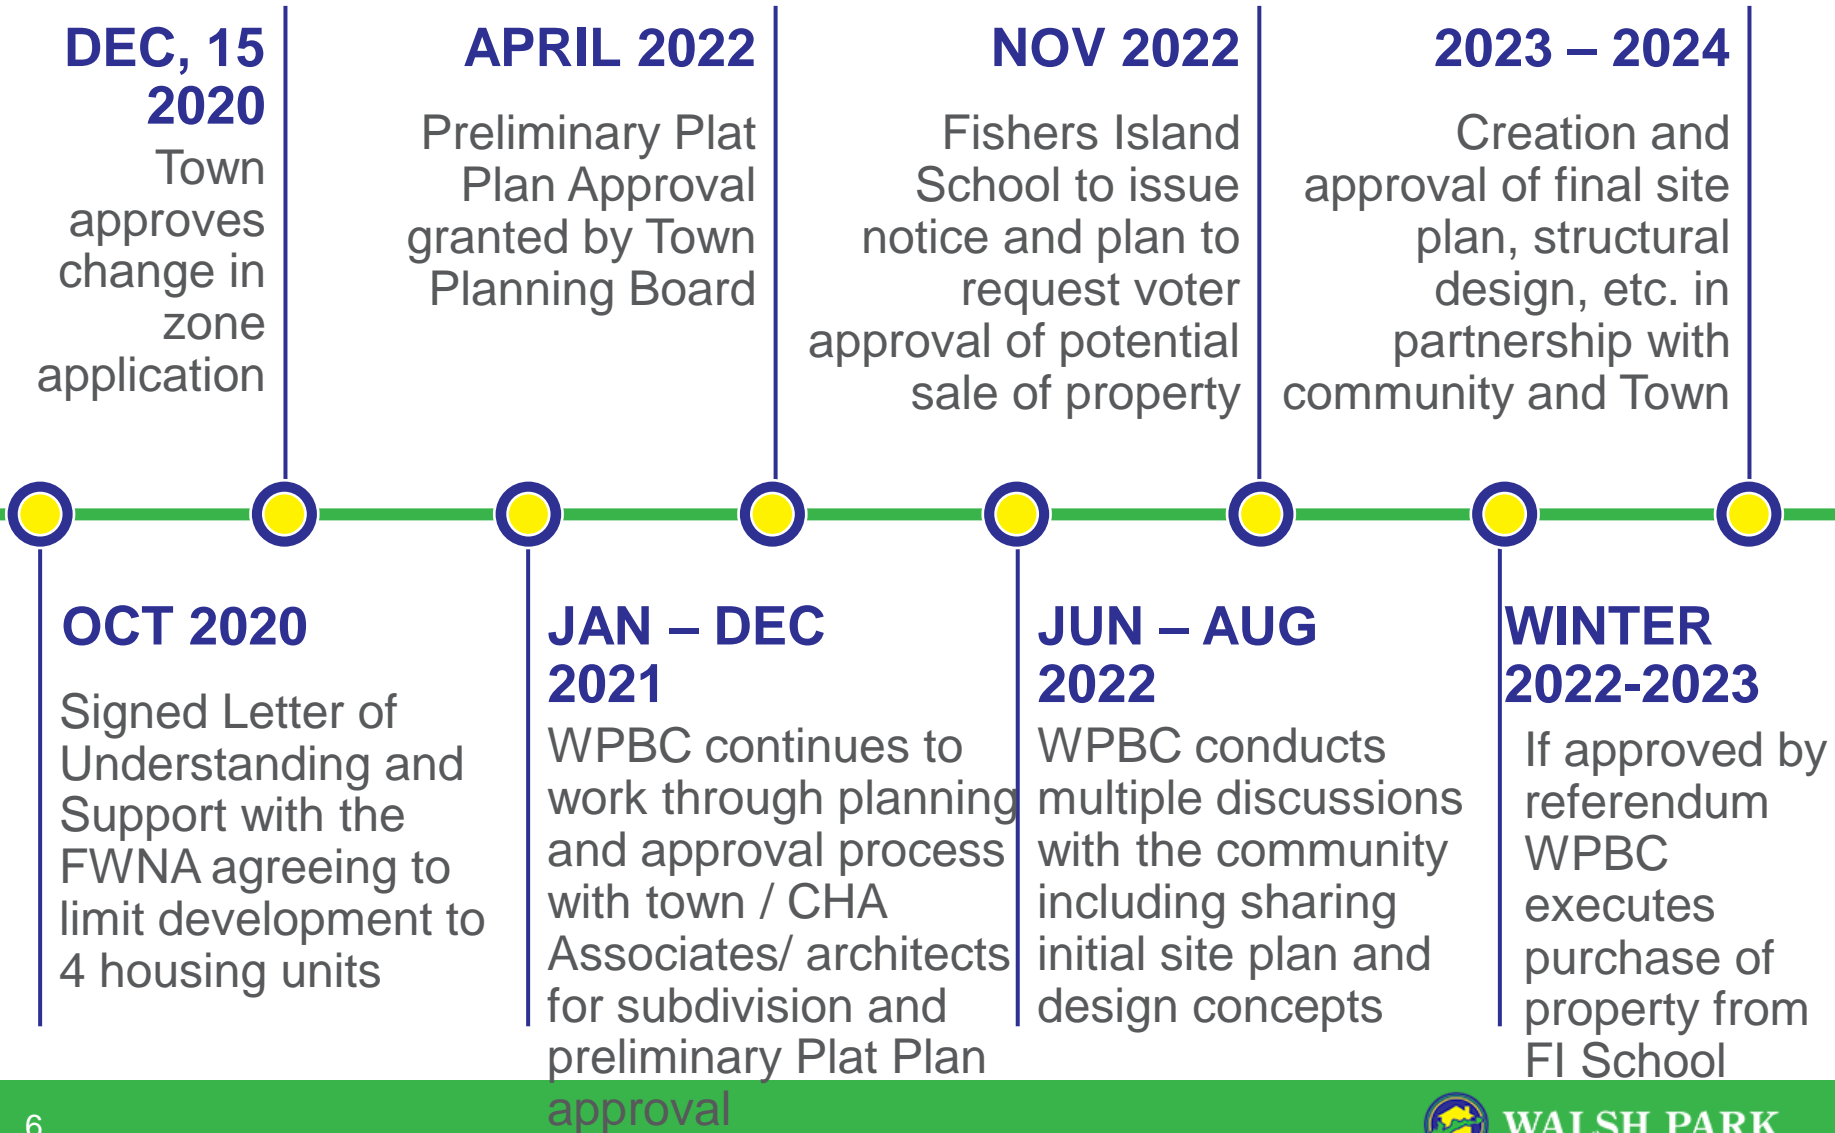 DEC, 15
2020
Town
approves
change in
zone
application
APRIL 2022
Preliminary Plat
Plan Approval
granted by Town
Planning Board
NOV 2022
Fishers Island
School to issue
notice and plan to
request voter
approval of potential
sale of property
2023 – 2024
Creation and
approval of final site
plan, structural
design, etc. in
partnership with
community and Town
OCT 2020
Signed Letter of
Understanding and
Support with the
FWNA agreeing to
limit development to
4 housing units
JAN – DEC
2021
WPBC continues to
work through planning
and approval process
with town / CHA
Associates/ architects
for subdivision and
preliminary Plat Plan
approval
JUN – AUG
2022
WPBC conducts
multiple discussions
with the community
including sharing
initial site plan and
design concepts
WINTER
2022-2023
If approved by
referendum
WPBC
executes
purchase of
property from
FI School
6
WALSH PARK